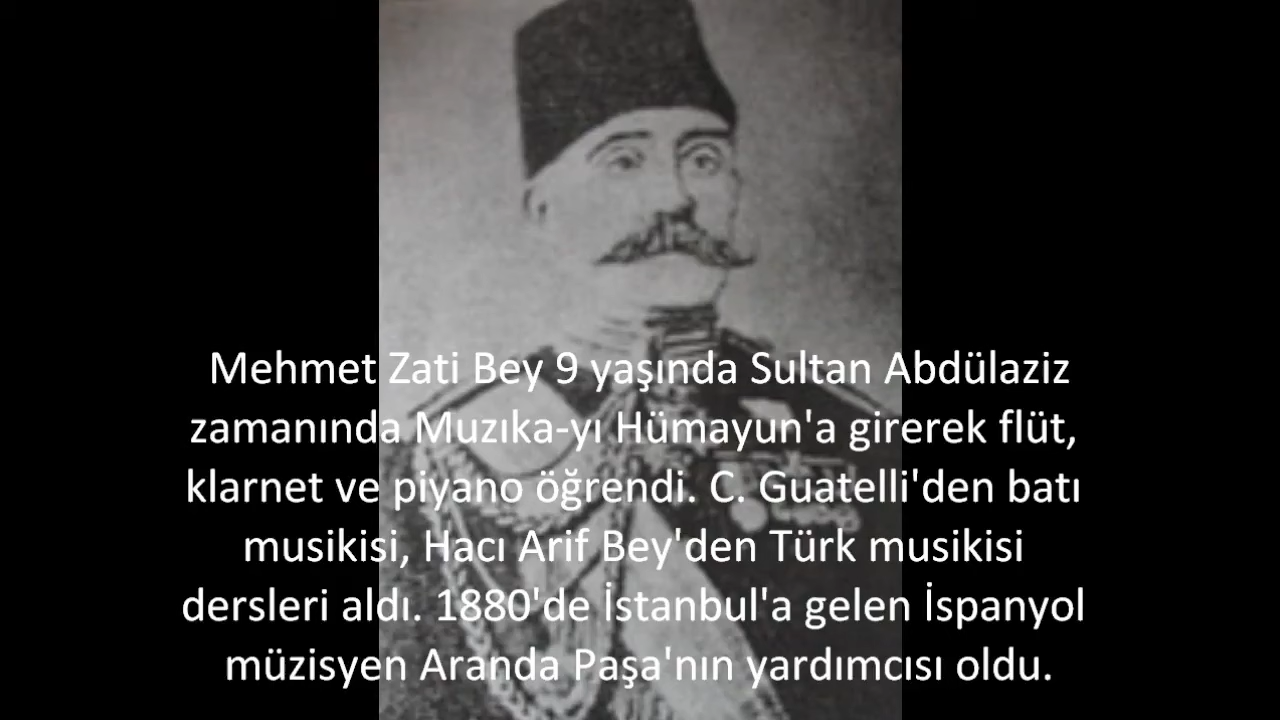 Mehmet Zati Bey 9 yaşında Sultan Abdülaziz
zamanında Muzıka-yı Hümayun'a girerek flüt,
klarnet ve piyano öğrendi. C. Guatelli'den batı
musikisi, Hacı Arif Bey'den Türk musikisi
dersleri aldı. 1880'de İstanbul'a gelen İspanyol
müzisyen Aranda Paşa'nın yardımcısı oldu.